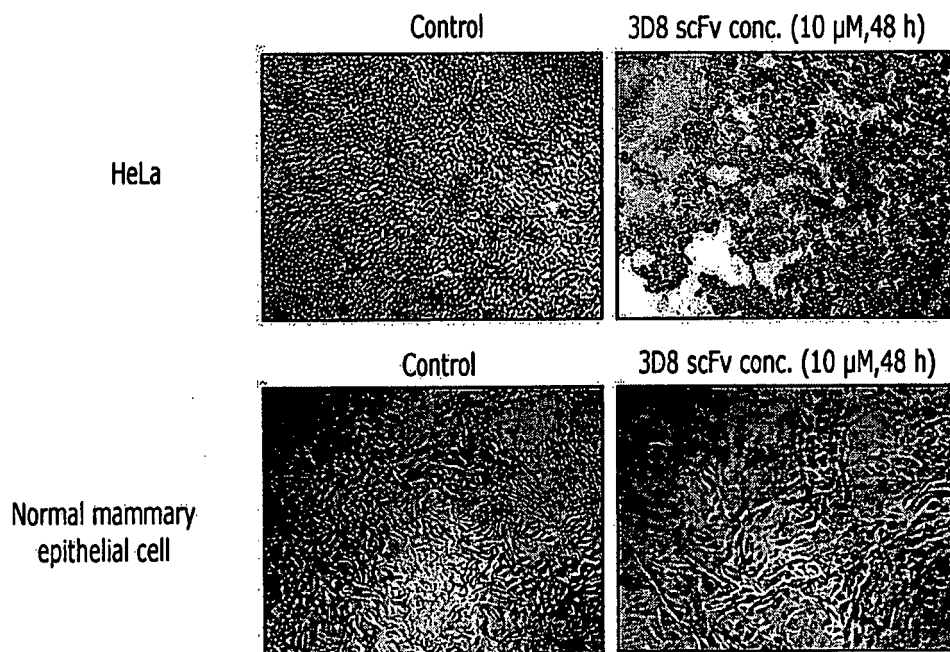 Control
3D8 scFv conc. (10 µM,48 h)
HeLa
Control
3D8 scFv conc. (10 µM,48 h)
Normal mammary
epithelial cell